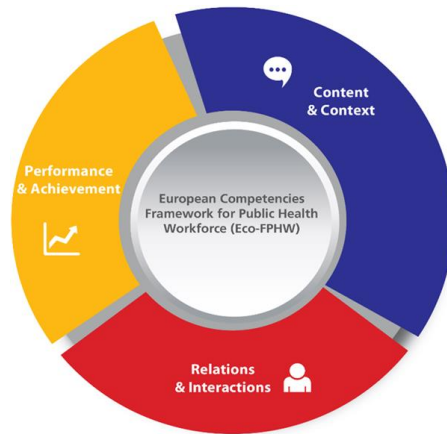 Content
& Context
Performance
& Achievement
European Competencies
Framework for Public Health
Workforce (Eco-FPHW)
Relations
& Interactions